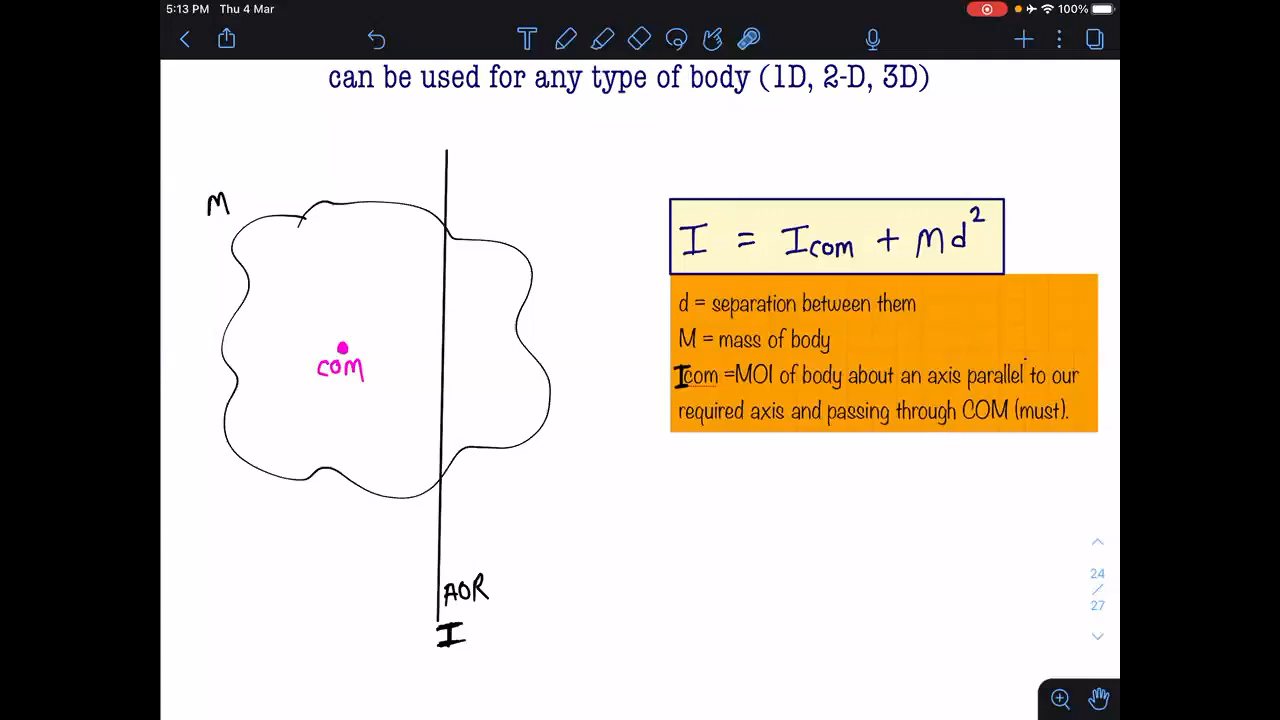 5:13 PM Thu 4 Mar
100%
can be used for any type of body (1D, 2-D, 3D)
M
com
AOR
I
I = Icom + Md²
d = separation between them
M = mass of body
Icom =MOI of body about an axis parallel to our
required axis and passing through COM (must).
24
/
27